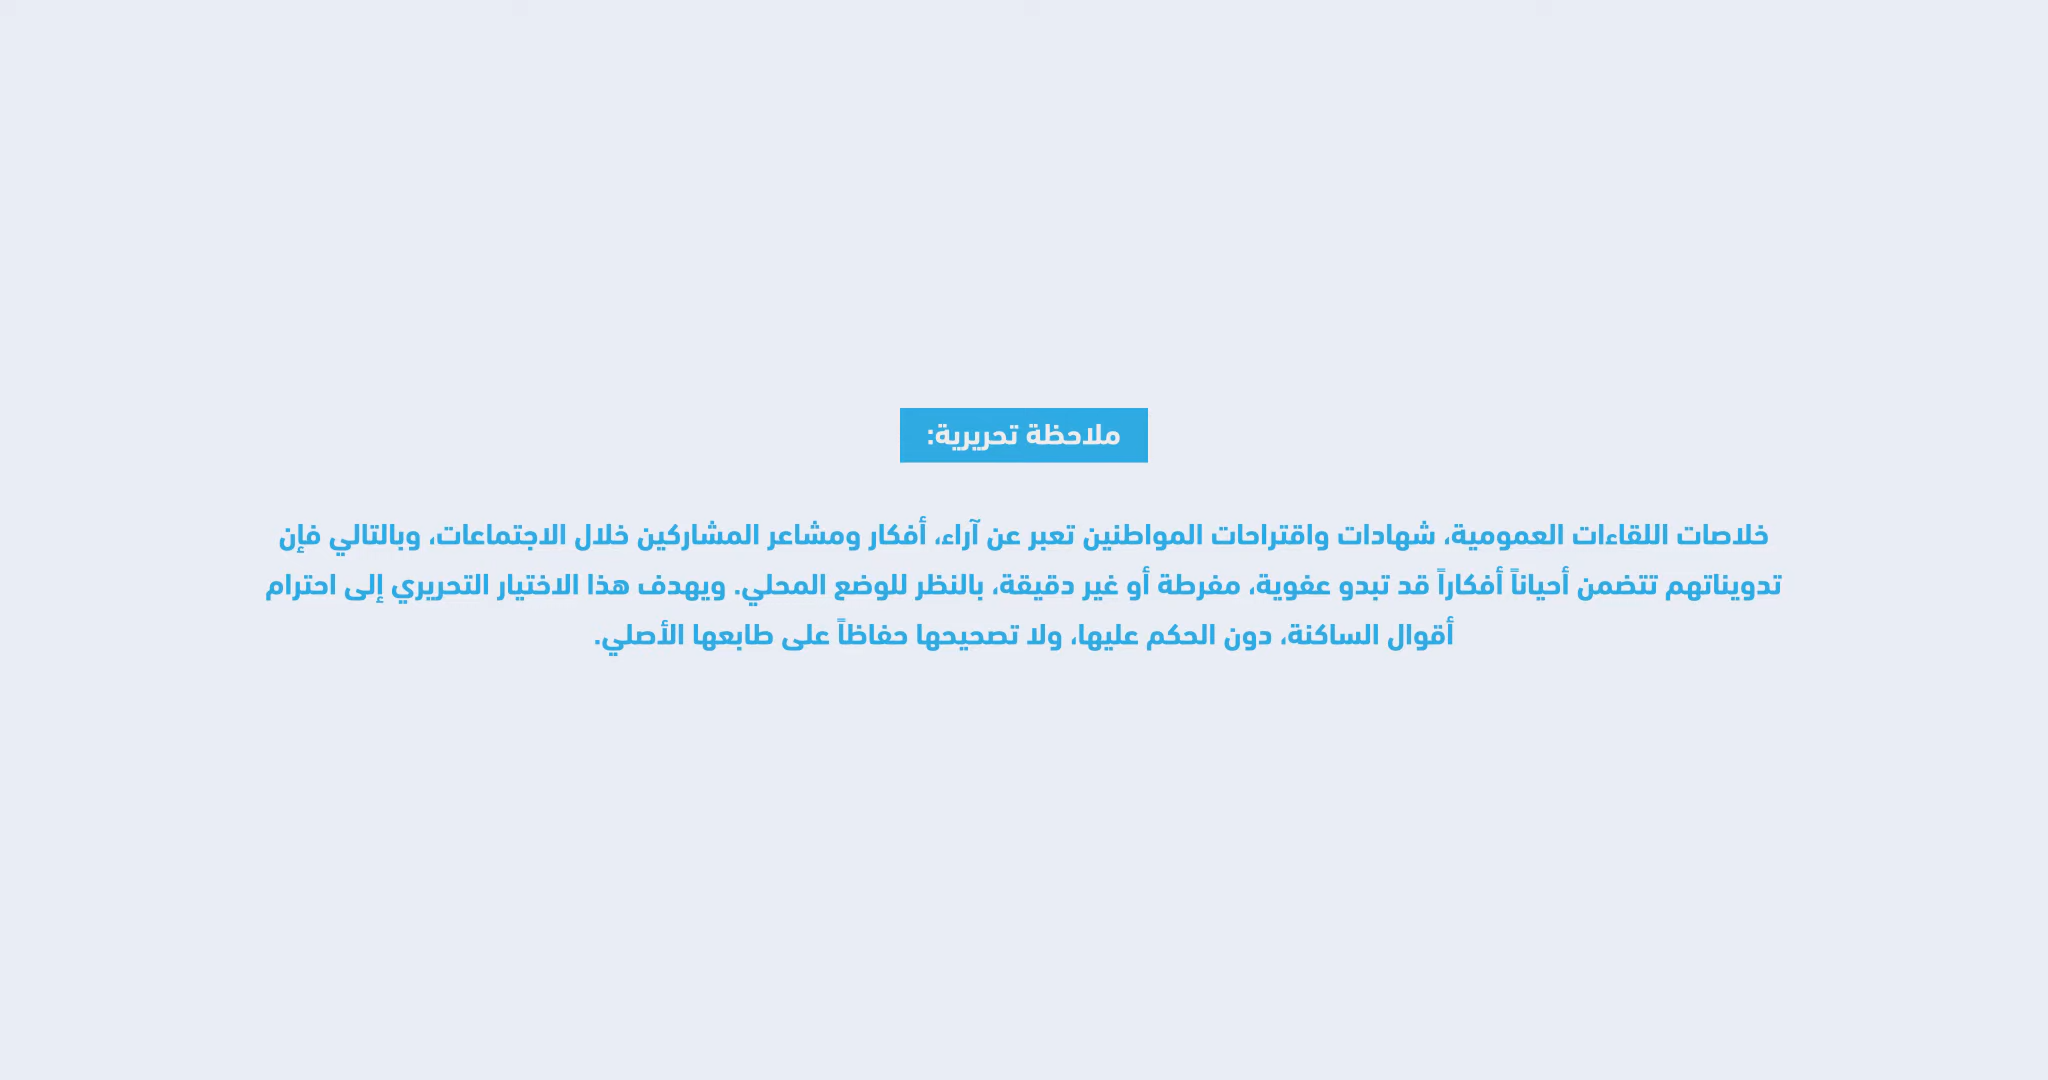 ملاحظة تحريرية:
خلاصات اللقاءات العمومية، شهادات واقتراحات المواطنين تعبر عن آراء، أفكار ومشاعر المشاركين خلال الاجتماعات، وبالتالي فإن
تدويناتهم تتضمن أحياناً أفكاراً قد تبدو عفوية، مفرطة أو غير دقيقة، بالنظر للوضع المحلي. ويهدف هذا الاختيار التحريري إلى احترام
أقوال الساكنة، دون الحكم عليها، ولا تصحيحها حفاظاً على طابعها الأصلي.